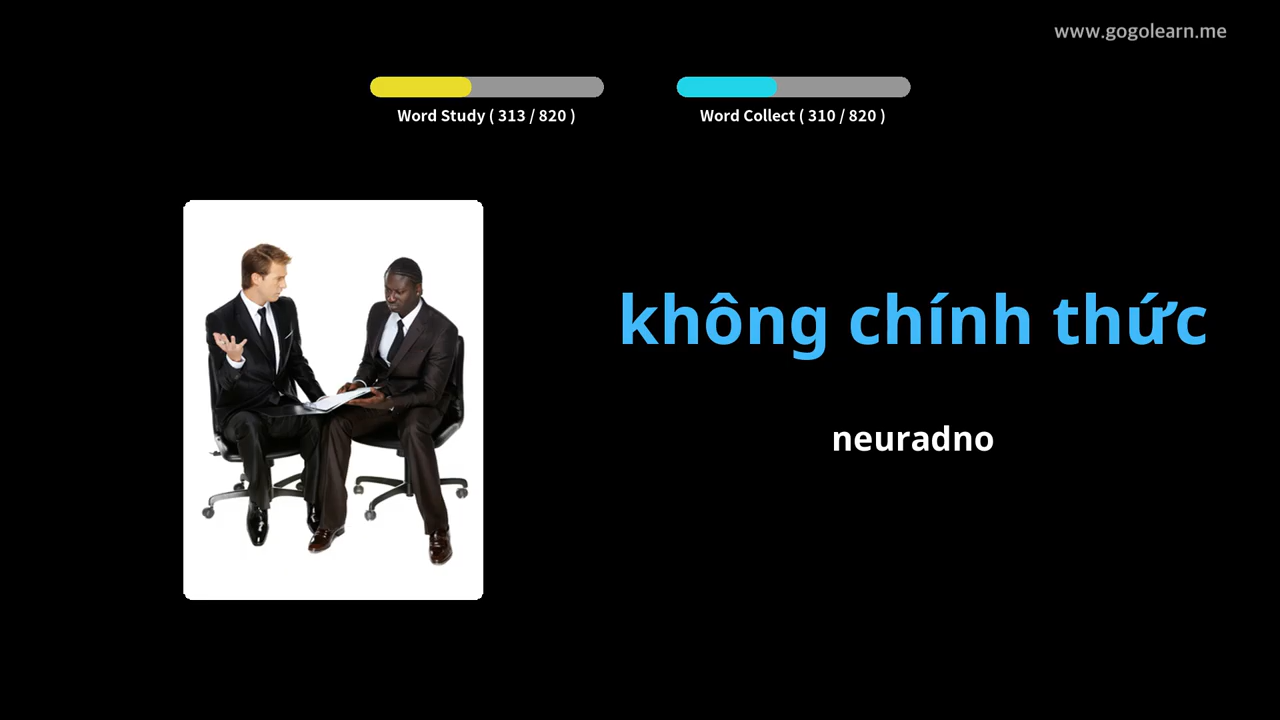 www.gogolearn.me
Word Study ( 313 / 820 )
Word Collect ( 310 / 820 )
không chính thức
neuradno